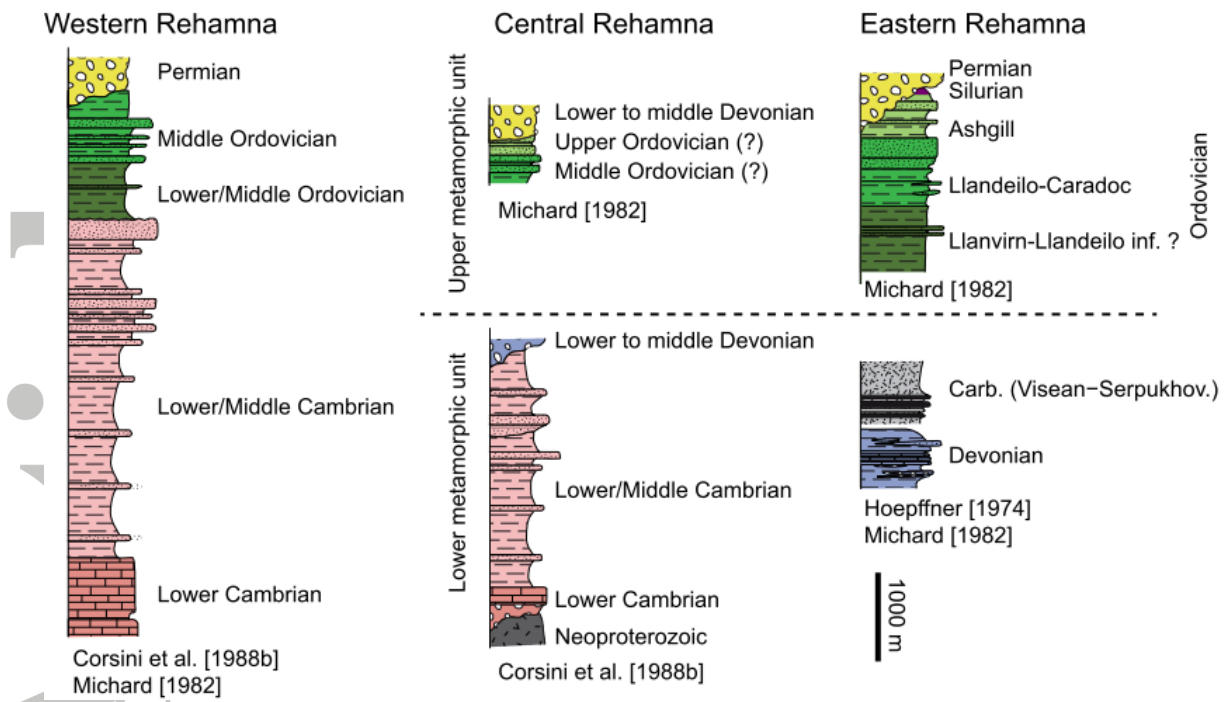 Western Rehamna
Permian
Middle Ordovician
Lower/Middle Ordovician
Lower/Middle Cambrian
Lower Cambrian
Corsini et al. [1988b]
Michard [1982]
Central Rehamna
Upper metamorphic unit
Lower to middle Devonian
Upper Ordovician (?)
Middle Ordovician (?)
Michard [1982]
Lower metamorphic unit
Lower to middle Devonian
Lower/Middle Cambrian
Lower Cambrian
Neoproterozoic
Corsini et al. [1988b]
Eastern Rehamna
Permian
Silurian
Ashgill
Llandeilo-Caradoc
Llanvirn-Llandeilo inf. ?
Ordovician
Michard [1982]
Carb. (Visean−Serpukhov.)
Devonian
Hoepffner [1974]
Michard [1982]
1000 m